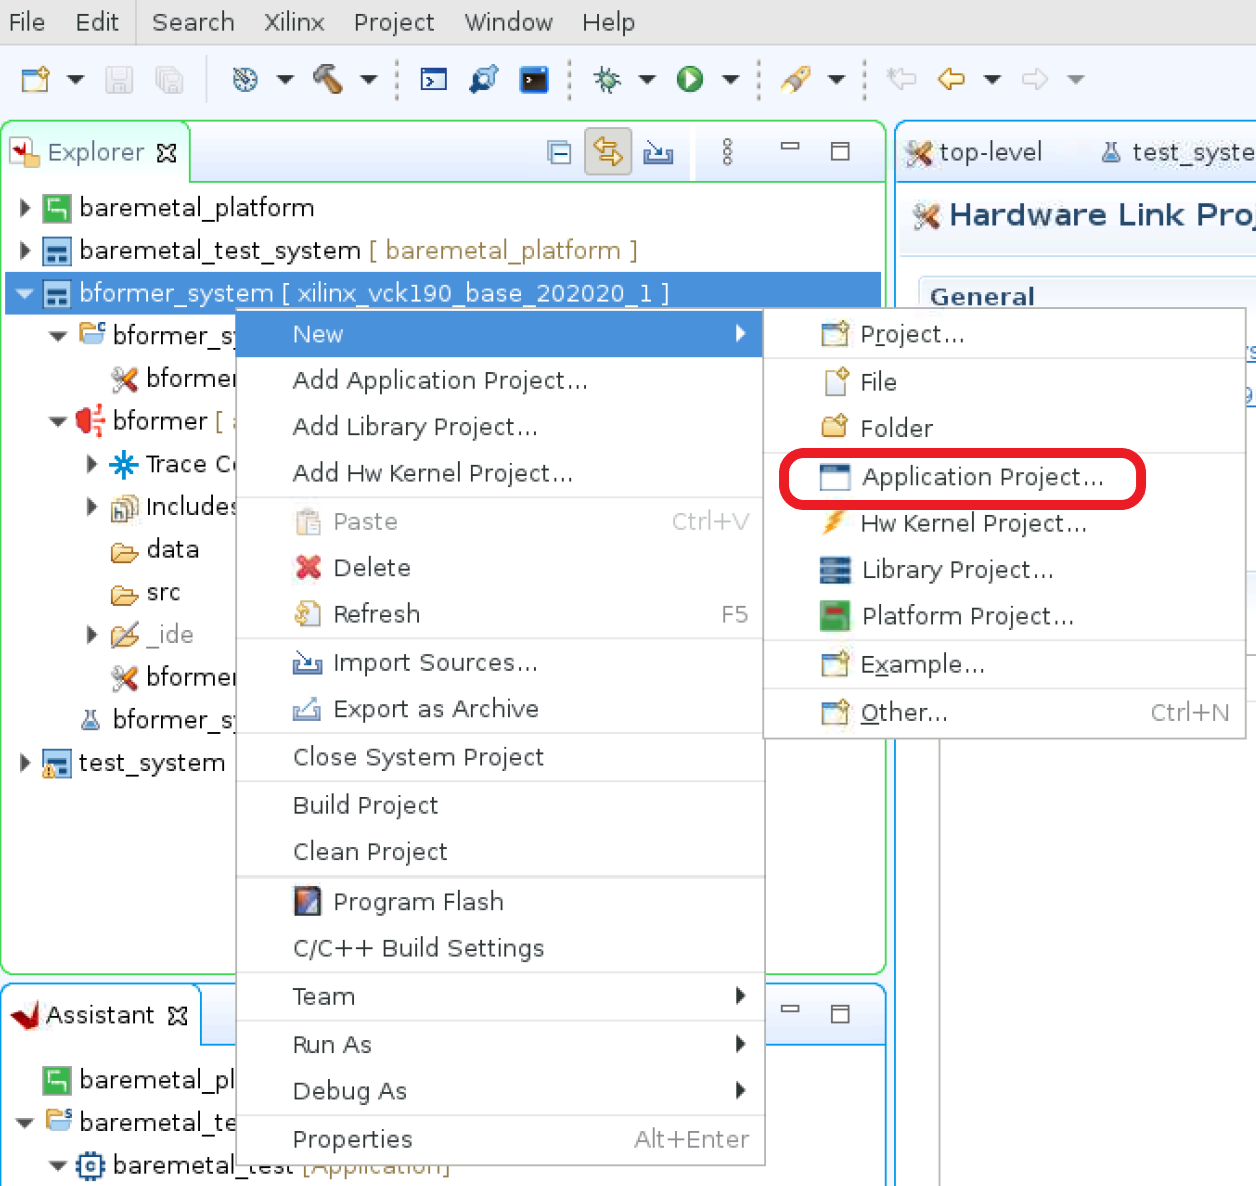 File Edit Search Xilinx Project Window Help
Explorer
top-level
test_syste
baremetal_platform
baremetal_test_system [ baremetal_platform ]
Hardware Link Proj
bformer_system [ xilinx_vck190_base_202020_1 ]
General
bformer_s
bformer
bformer [
Trace C
Includes
data
src
_ide
bformer
bformer_s
test_system
New
Add Application Project...
Add Library Project...
Add Hw Kernel Project...
Paste Ctrl+V
Delete
Refresh F5
Import Sources...
Export as Archive
Close System Project
Build Project
Clean Project
Program Flash
C/C++ Build Settings
Team
Run As
Debug As
Properties Alt+Enter
Project...
File
Folder
Application Project...
Hw Kernel Project...
Library Project...
Platform Project...
Example...
Other... Ctrl+N
Assistant
baremetal_pl
baremetal_te
baremetal_test [Application]